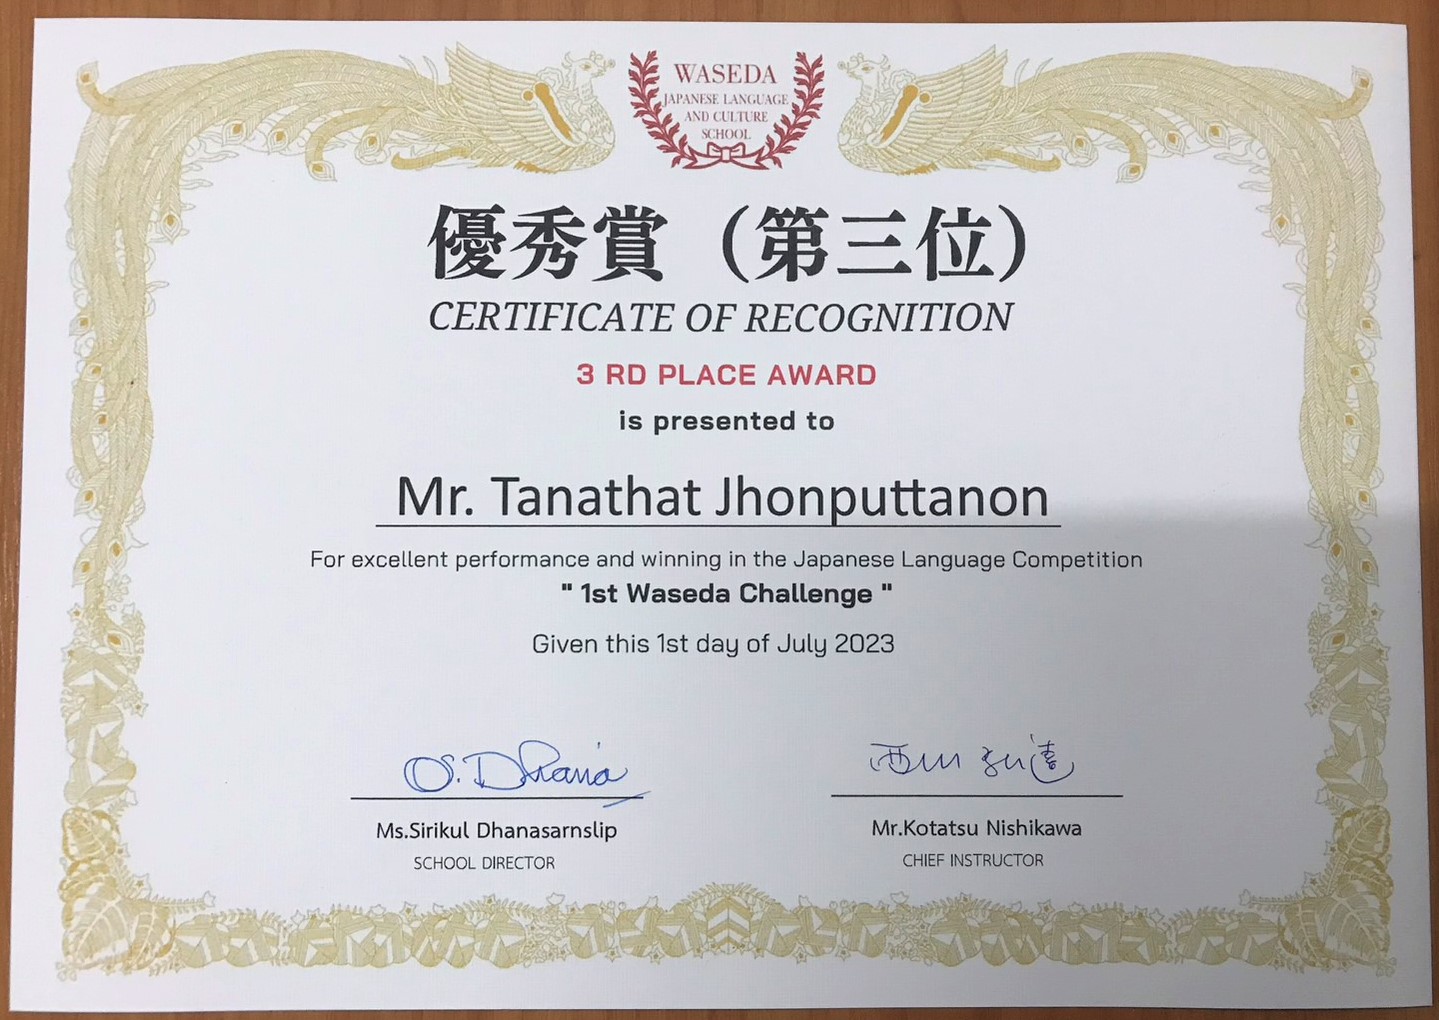 WASEDA
JAPANESE LANGUAGE
AND CULTURE
SCHOOL
優秀賞（第三位）
CERTIFICATE OF RECOGNITION
3 RD PLACE AWARD
is presented to
Mr. Tanathat Jhonputtanon
For excellent performance and winning in the Japanese Language Competition
" 1st Waseda Challenge "
Given this 1st day of July 2023
Ms.Sirikul Dhanasarnslip
SCHOOL DIRECTOR
Mr.Kotatsu Nishikawa
CHIEF INSTRUCTOR